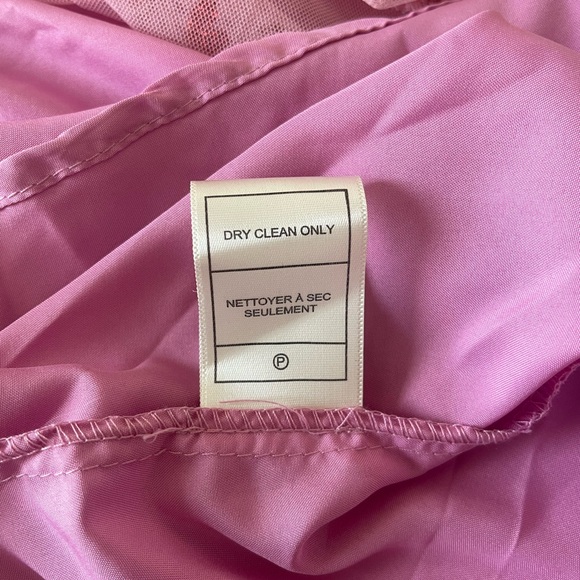 DRY CLEAN ONLY
NETTOYER À SEC
SEULEMENT
P